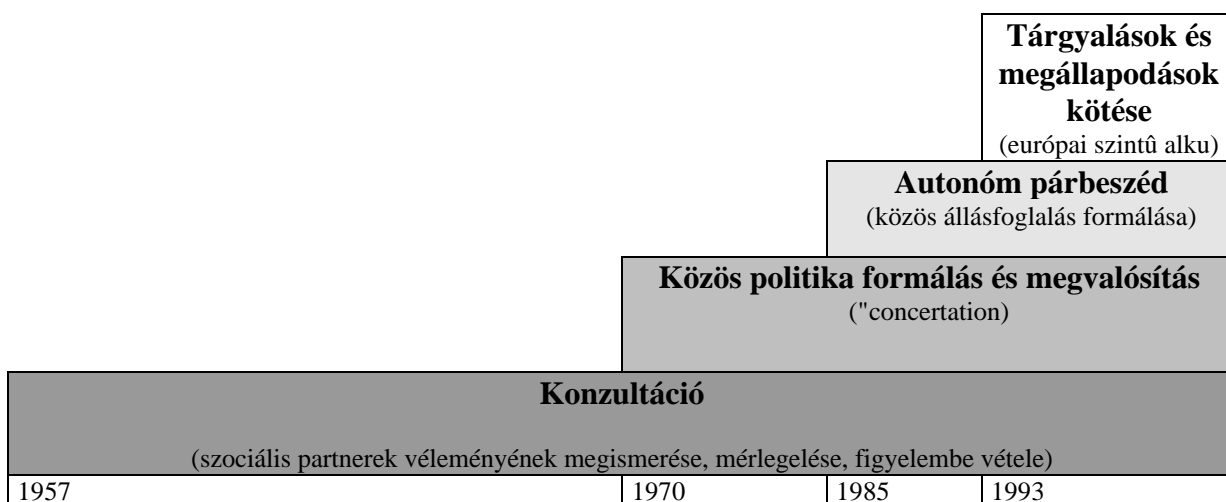 Tárgyalások és
megállapodások
kötése
(európai szintû alku)
Autonóm párbeszéd
(közös állásfoglalás formálása)
Közös politika formálás és megvalósítás
("concertation)
Konzultáció
(szociális partnerek véleményének megismerése, mérlegelése, figyelembe vétele)
1957 1970 1985 1993